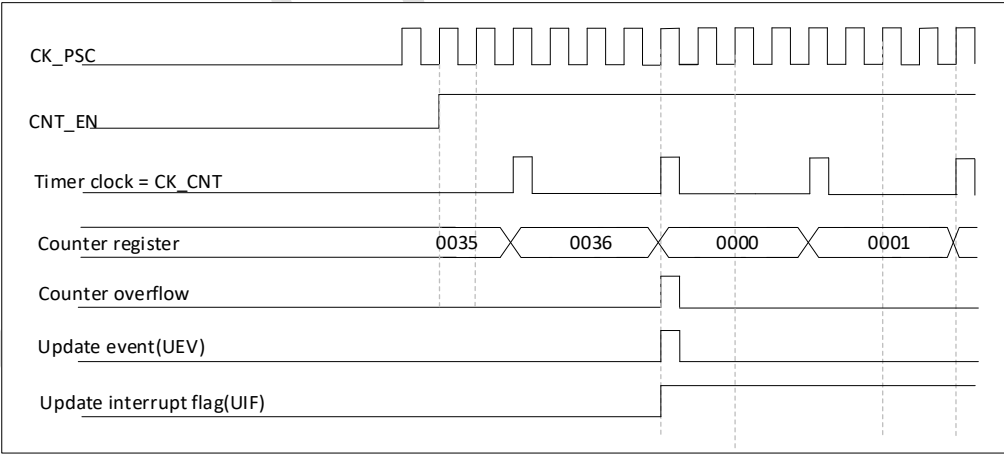 CK_PSC
CNT_EN
Timer clock = CK_CNT
Counter register 0035 0036 0000 0001
Counter overflow
Update event(UEV)
Update interrupt flag(UIF)